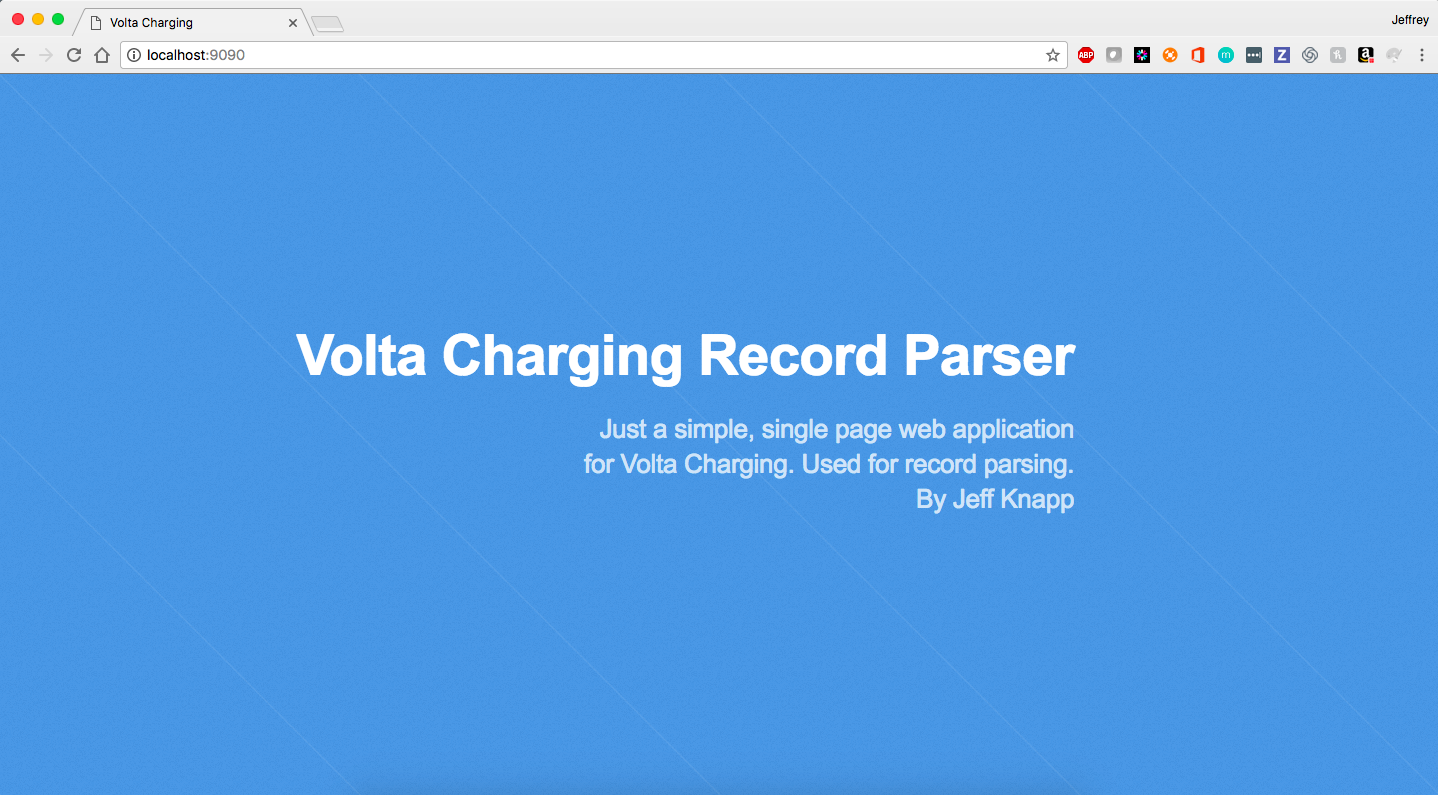 Volta Charging
Jeffrey
localhost:9090
ABP
m
Z
a
Volta Charging Record Parser
Just a simple, single page web application
for Volta Charging. Used for record parsing.
By Jeff Knapp